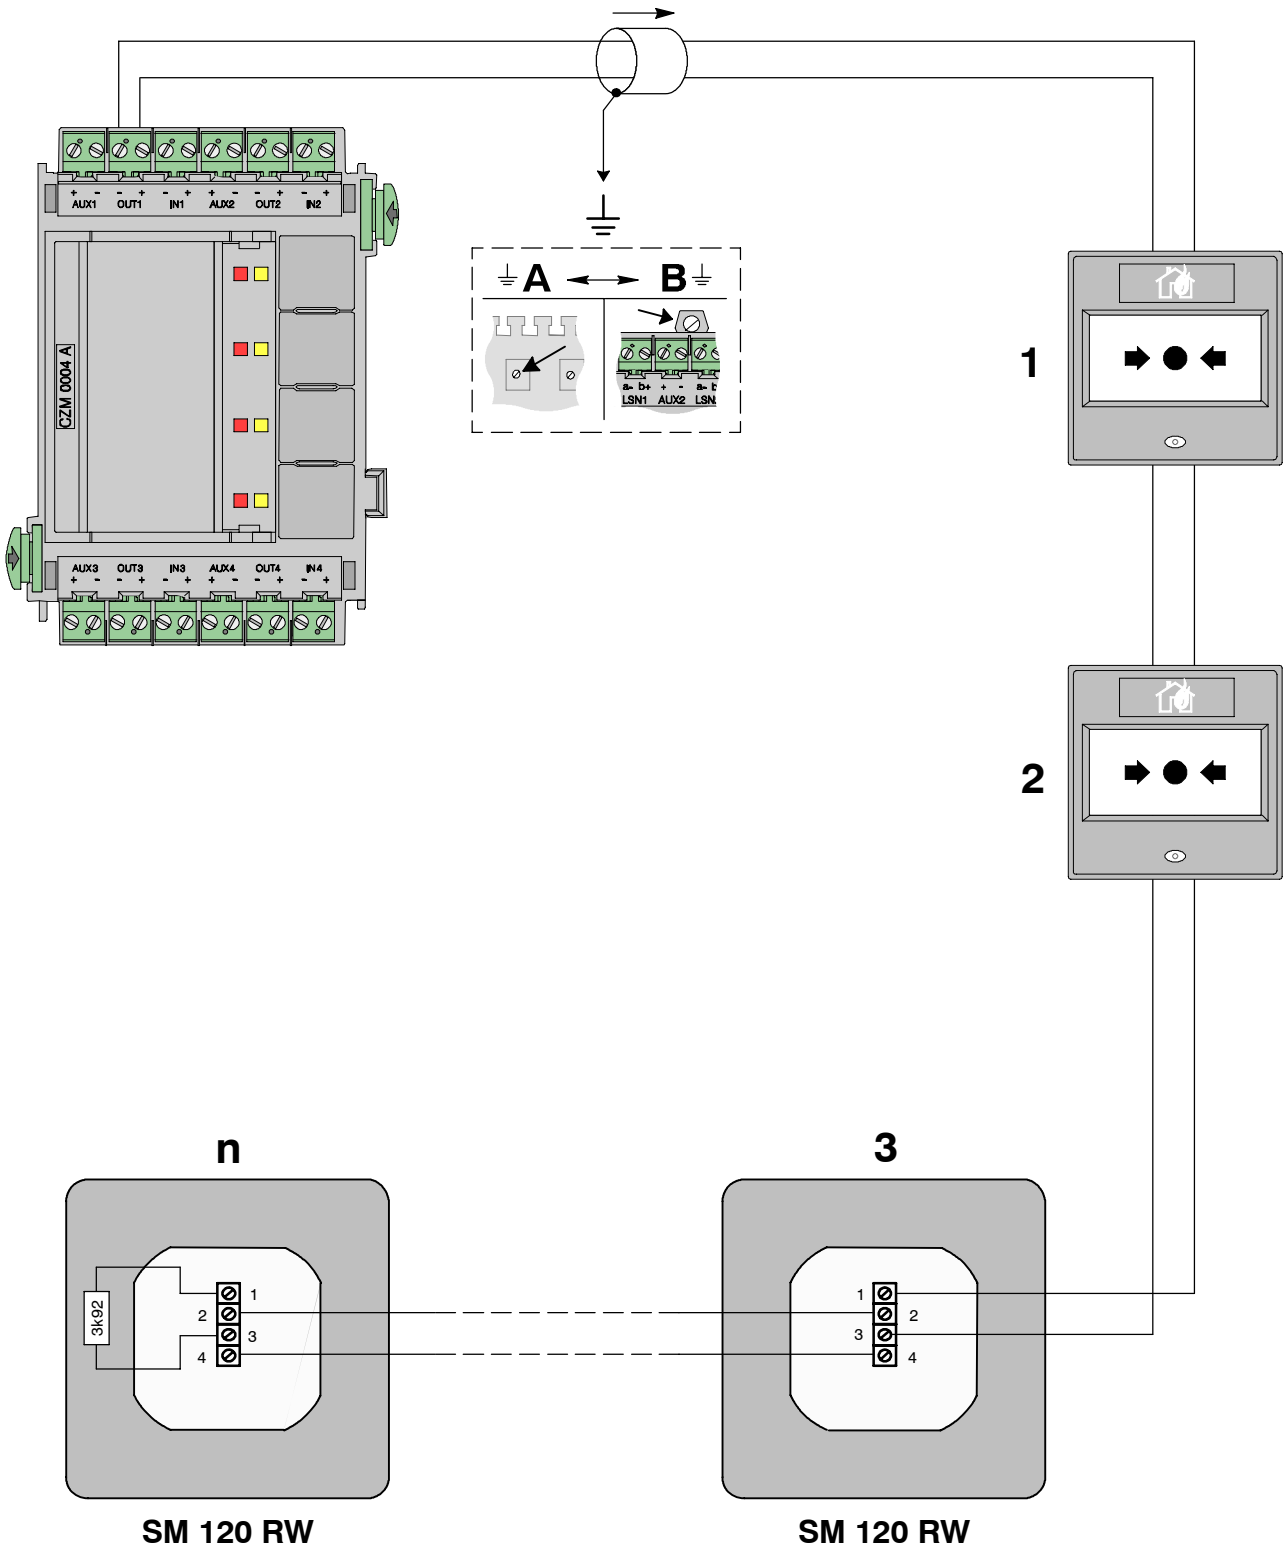 + - - + - + + - - + - +
AUX1 OUT1 IN1 AUX2 OUT2 IN2
A B
a- b+ + - a- b
LSN1 AUX2 LSN
CZM 0004 A
1
AUX3 OUT3 IN3 AUX4 OUT4 IN4
+ - - + - + + - - + - +
2
n 3
3k92
1
2
3
4
1
2
3
4
SM 120 RW SM 120 RW